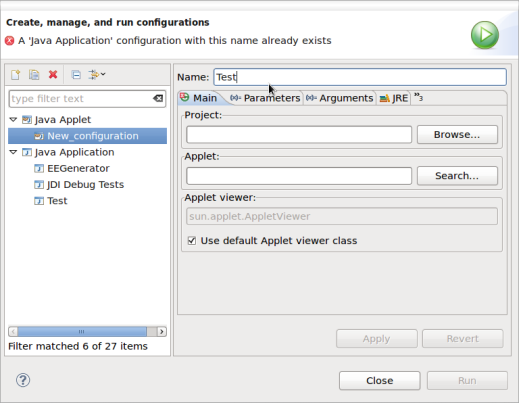 Create, manage, and run configurations
A 'Java Application' configuration with this name already exists
type filter text
Java Applet
New_configuration
Java Application
EEGenerator
JDI Debug Tests
Test
Filter matched 6 of 27 items
Name: Test
Main (x)= Parameters (x)= Arguments JRE »3
Project:
Browse...
Applet:
Search...
Applet viewer:
sun.applet.AppletViewer
Use default Applet viewer class
Apply Revert
? Close Run